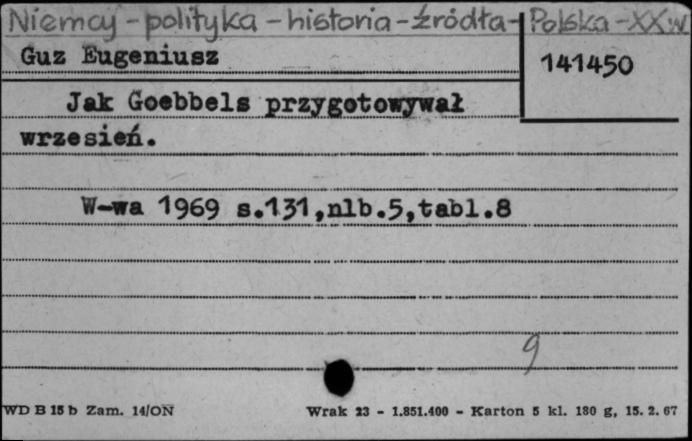 Niemcy - polityka - historia - źródła - Polska - XX w
Guz Eugeniusz
141450
Jak Goebbels przygotowywał
wrzesień.
W-wa 1969 s.131,nlb.5,tabl.8
9
WD B 15 b Zam. 14/ON Wrak 23 - 1.851.400 - Karton 5 kl. 180 g, 15. 2. 67